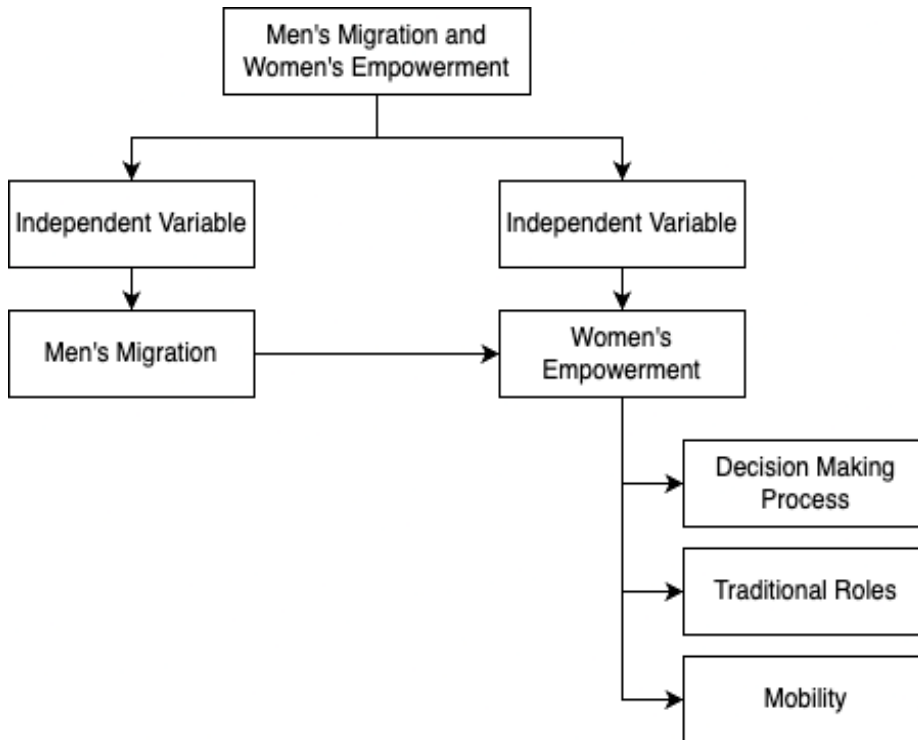 Men's Migration and
Women's Empowerment
Independent Variable
Independent Variable
Men's Migration
Women's
Empowerment
Decision Making
Process
Traditional Roles
Mobility